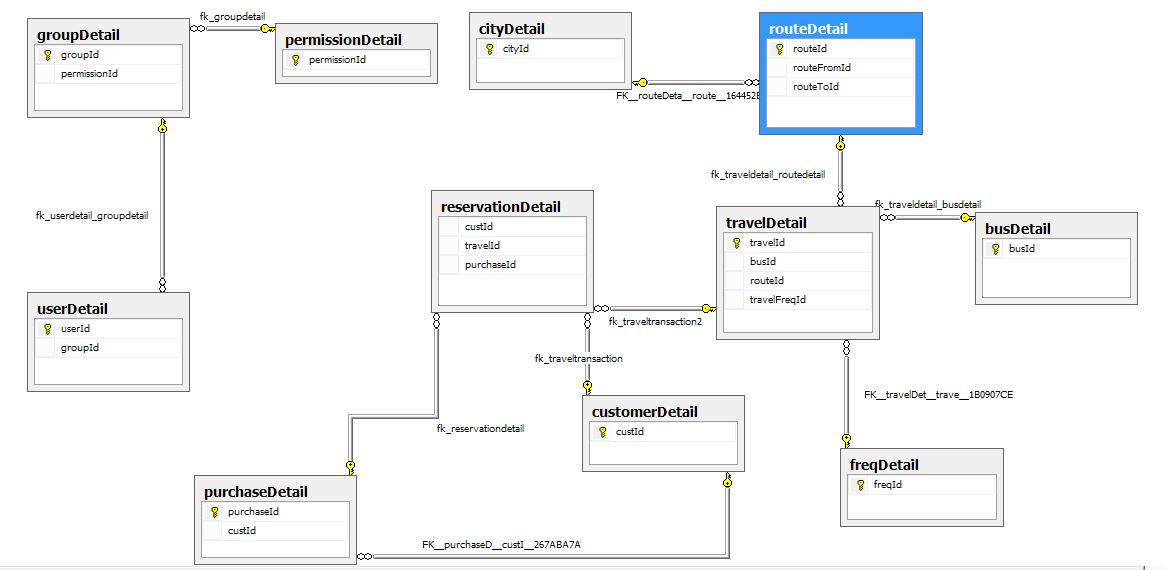 groupDetail
groupId
permissionId
fk_groupdetail
permissionDetail
permissionId
cityDetail
cityId
FK__routeDeta__route__164452
routeDetail
routeId
routeFromId
routeToId
fk_userdetail_groupdetail
userDetail
userId
groupId
reservationDetail
custId
travelId
purchaseId
fk_traveldetail_routedetail
travelDetail
travelId
busId
routeId
travelFreqId
fk_traveldetail_busdetail
busDetail
busId
fk_traveltransaction2
fk_traveltransaction
FK__travelDet__trave__1B0907CE
fk_reservationdetail
customerDetail
custId
freqDetail
freqId
purchaseDetail
purchaseId
custId
FK__purchaseD__custI__267ABA7A